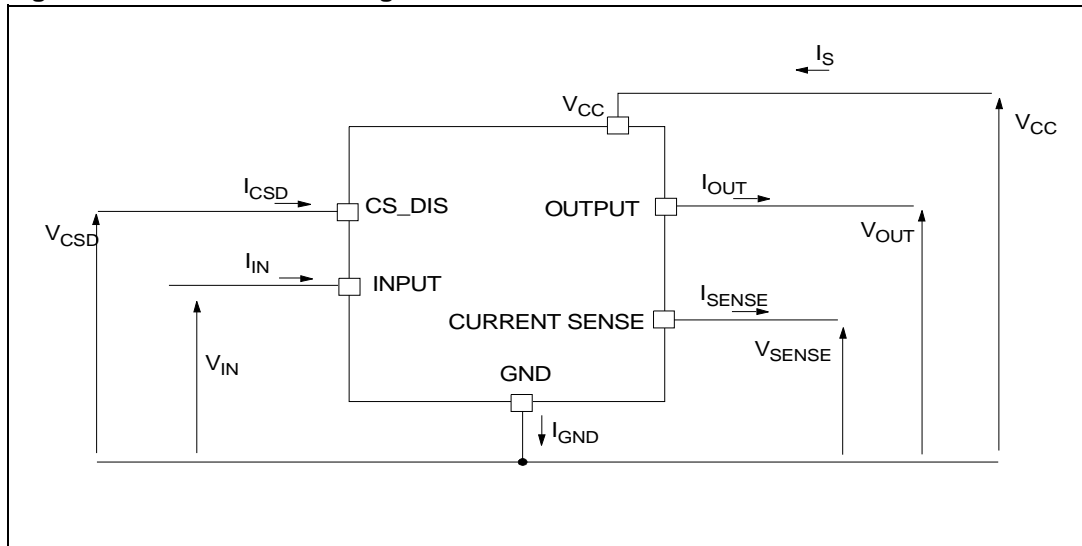 I_S
V_CC
V_CC
I_CSD
CS_DIS
OUTPUT
I_OUT
V_CSD
V_OUT
I_IN
INPUT
I_SENSE
CURRENT SENSE
V_IN
V_SENSE
GND
I_GND